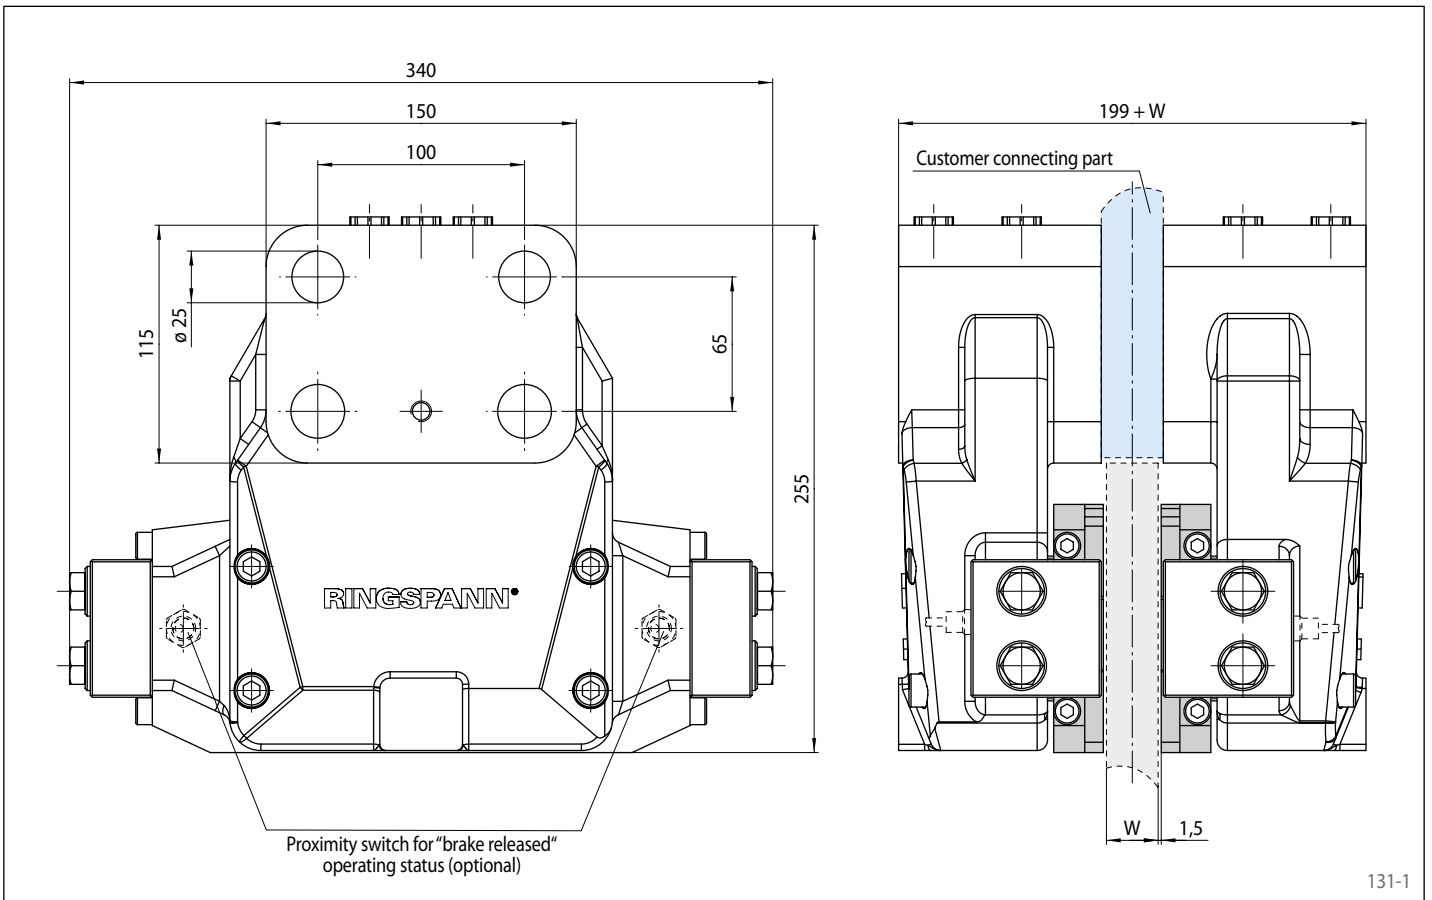 340
150
100
199 + W
Customer connecting part
115
ø 25
65
255
RINGSPANN
Proximity switch for “brake released“
operating status (optional)
W
1,5
131-1